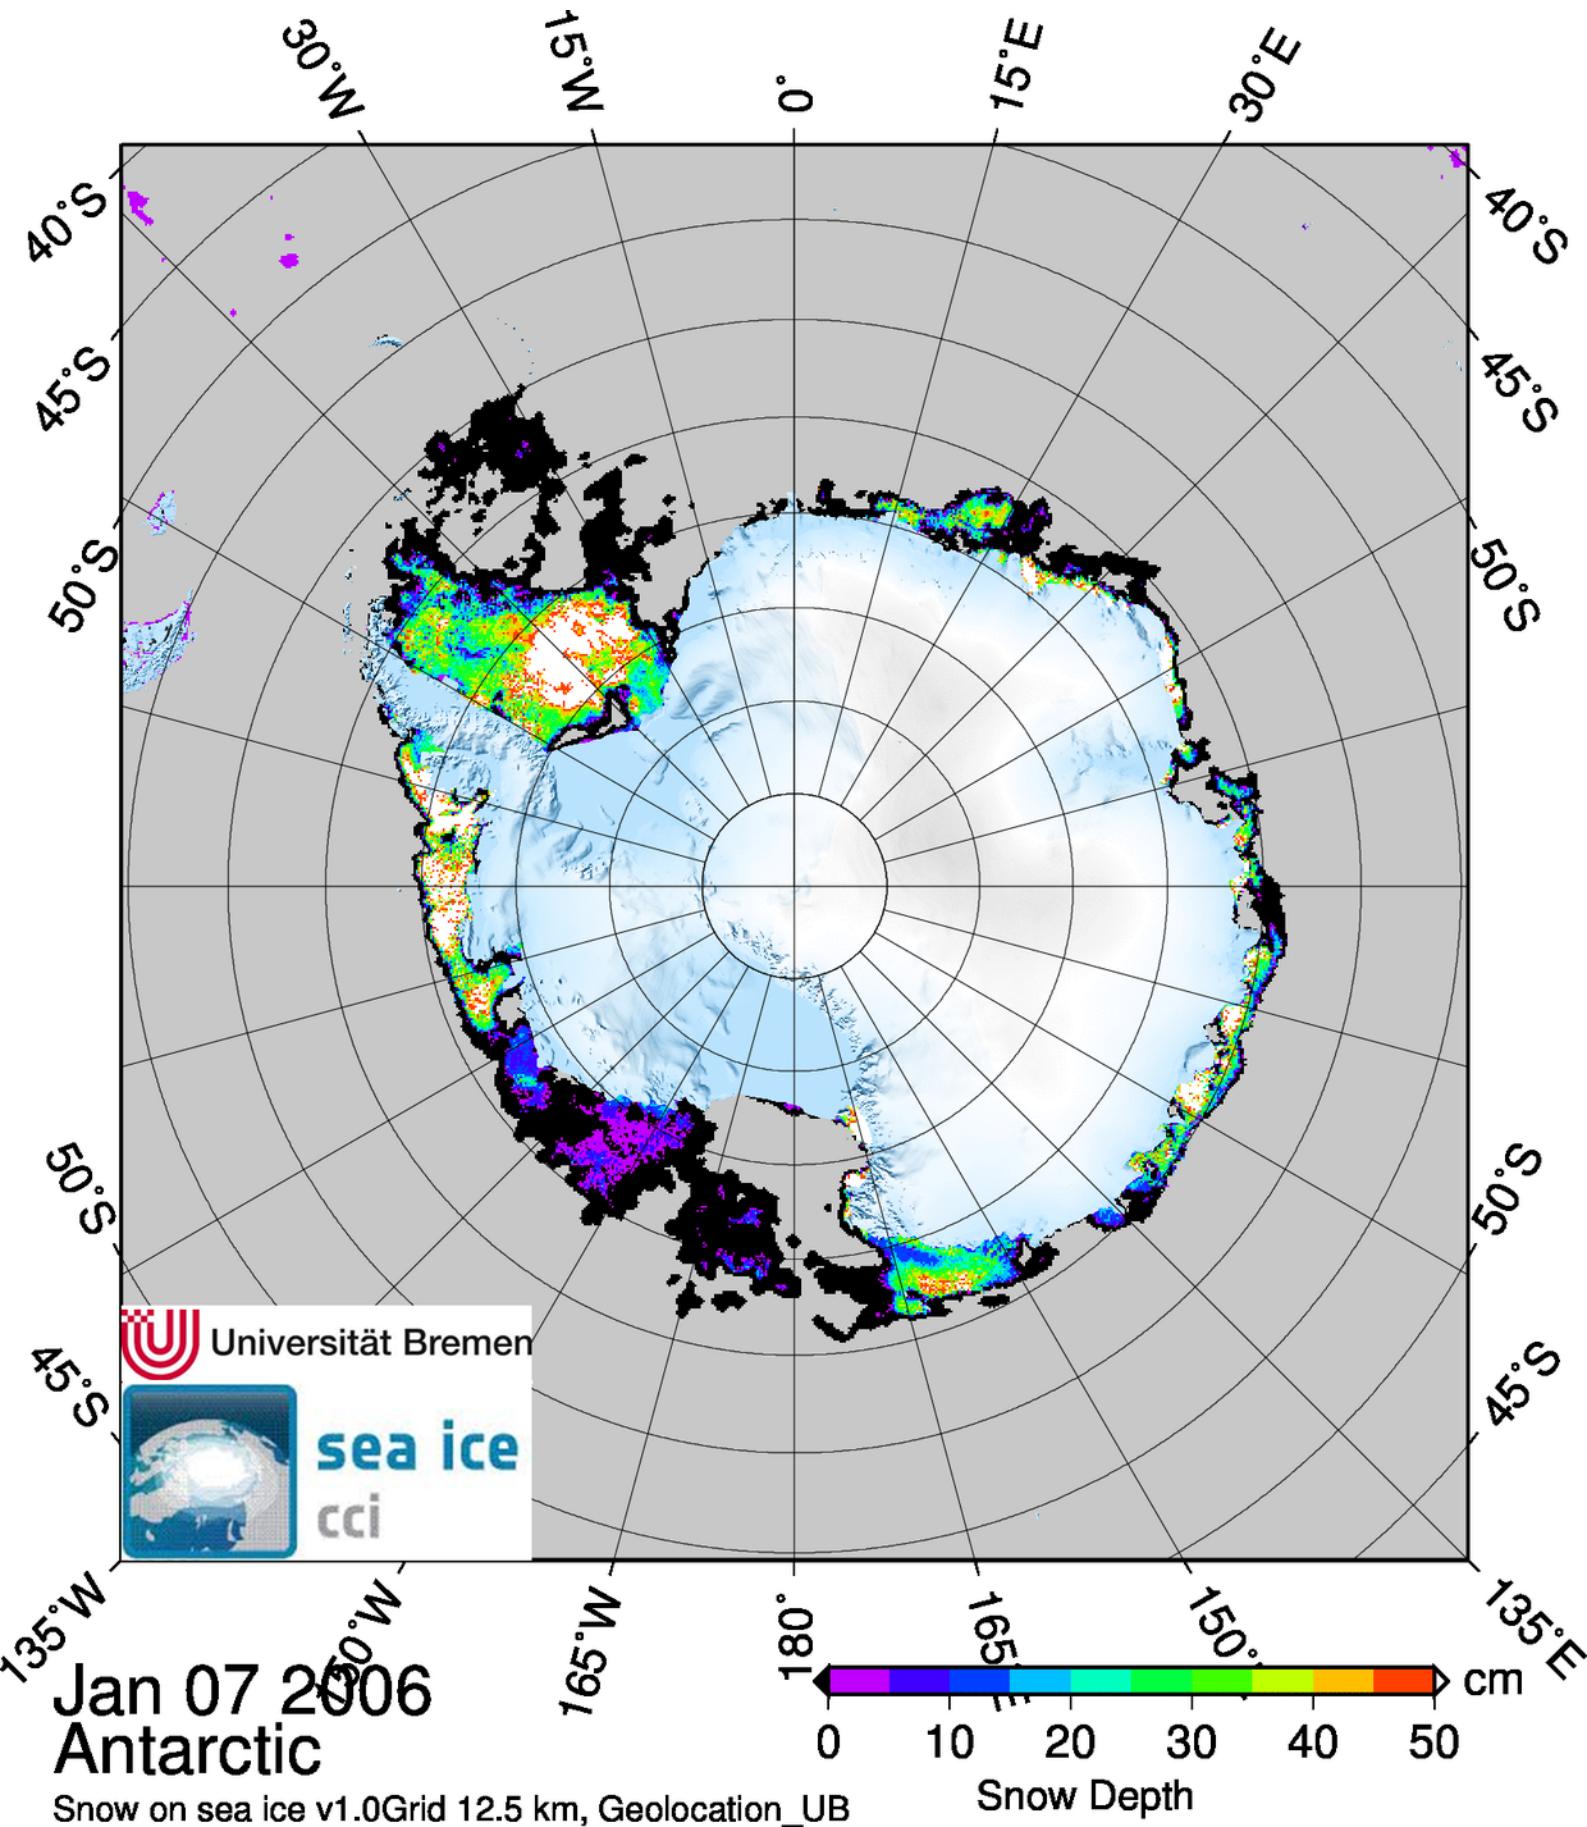 30°W 15°W 0° 15°E 30°E
40°S 40°S
45°S 45°S
50°S 50°S
50°S 50°S
45°S 45°S
Universität Bremen
sea ice
cci
135°W 150°W 165°W 180° 165°E 150° 135°E
Jan 07 2006
Antarctic
Snow on sea ice v1.0Grid 12.5 km, Geolocation_UB
cm
0 10 20 30 40 50
Snow Depth